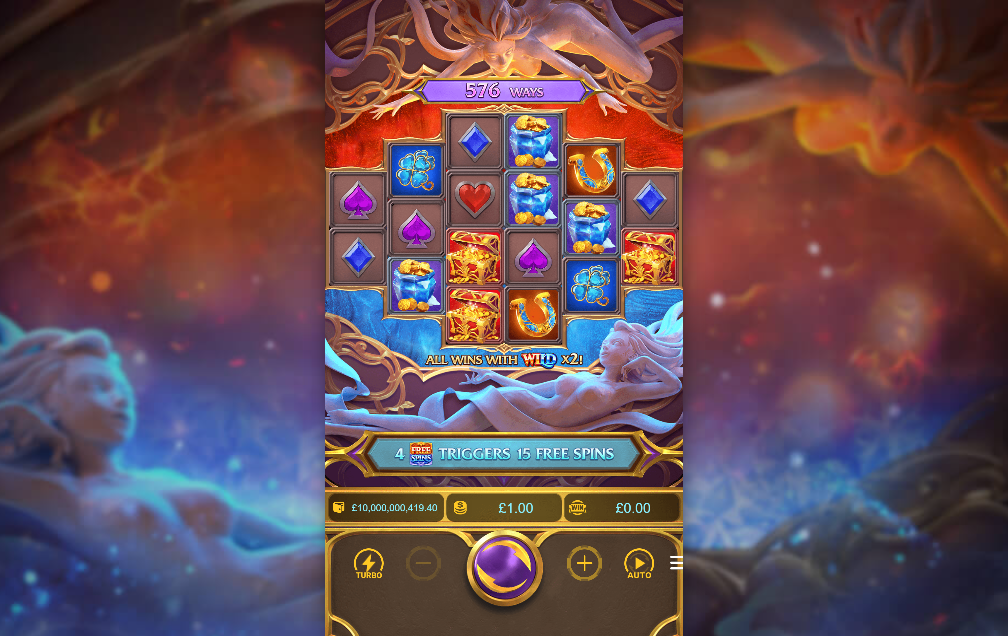 576 WAYS
ALL WINS WITH WILD X2!
4 FREE SPINS TRIGGERS 15 FREE SPINS
£10,000,000,419.40 £1.00 WIN £0.00
TURBO AUTO